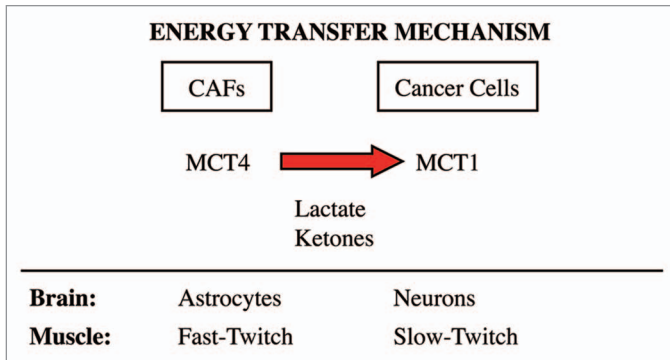 ENERGY TRANSFER MECHANISM
CAFs Cancer Cells
MCT4 MCT1
Lactate
Ketones
Brain: Astrocytes Neurons
Muscle: Fast-Twitch Slow-Twitch